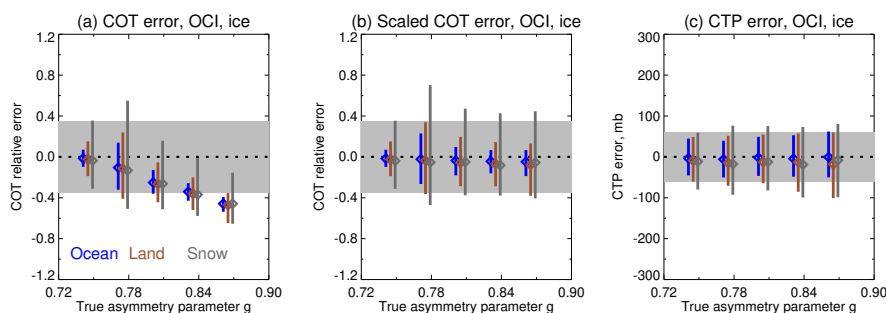 (a) COT error, OCI, ice
COT relative error
1.2
0.8
0.4
0.0
-0.4
-0.8
-1.2
Ocean Land Snow
0.72 0.78 0.84 0.90
True asymmetry parameter g
(b) Scaled COT error, OCI, ice
COT relative error
1.2
0.8
0.4
0.0
-0.4
-0.8
-1.2
0.72 0.78 0.84 0.90
True asymmetry parameter g
(c) CTP error, OCI, ice
CTP error, mb
300
200
100
0
-100
-200
-300
0.72 0.78 0.84 0.90
True asymmetry parameter g